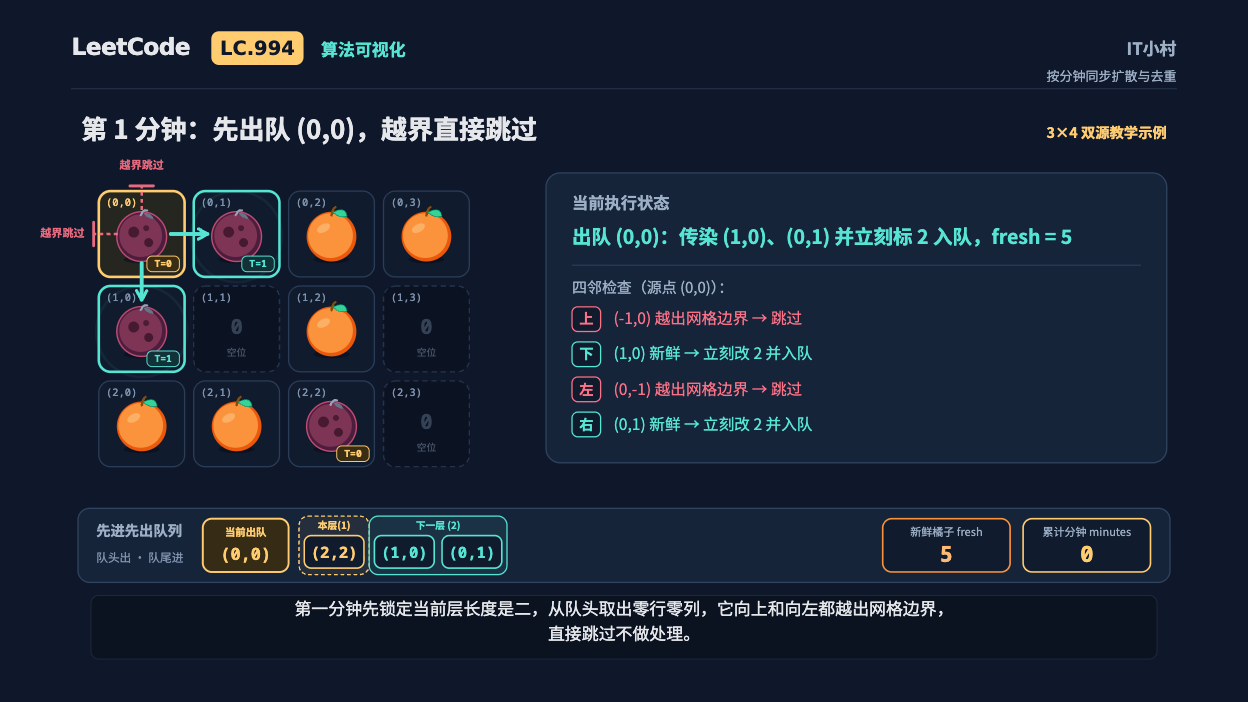 LeetCode LC.994 算法可视化
IT小村
按分钟同步扩散与去重
第 1 分钟：先出队 (0,0)，越界直接跳过
3×4 双源教学示例
越界跳过
越界跳过
(0,0) T=0
(0,1) T=1
(0,2)
(0,3)
(1,0) T=1
(1,1) 0 空位
(1,2)
(1,3) 0 空位
(2,0)
(2,1)
(2,2) T=0
(2,3) 0 空位
当前执行状态
出队 (0,0)：传染 (1,0)、(0,1) 并立刻标 2 入队，fresh = 5
四邻检查（源点 (0,0)）：
上 (-1,0) 越出网格边界 → 跳过
下 (1,0) 新鲜 → 立刻改 2 并入队
左 (0,-1) 越出网格边界 → 跳过
右 (0,1) 新鲜 → 立刻改 2 并入队
先进先出队列
队头出 · 队尾进
当前出队
(0,0)
本层(1)
(2,2)
下一层 (2)
(1,0) (0,1)
新鲜橘子 fresh
5
累计分钟 minutes
0
第一分钟先锁定当前层长度是二，从队头取出零行零列，它向上和向左都越出网格边界，
直接跳过不做处理。